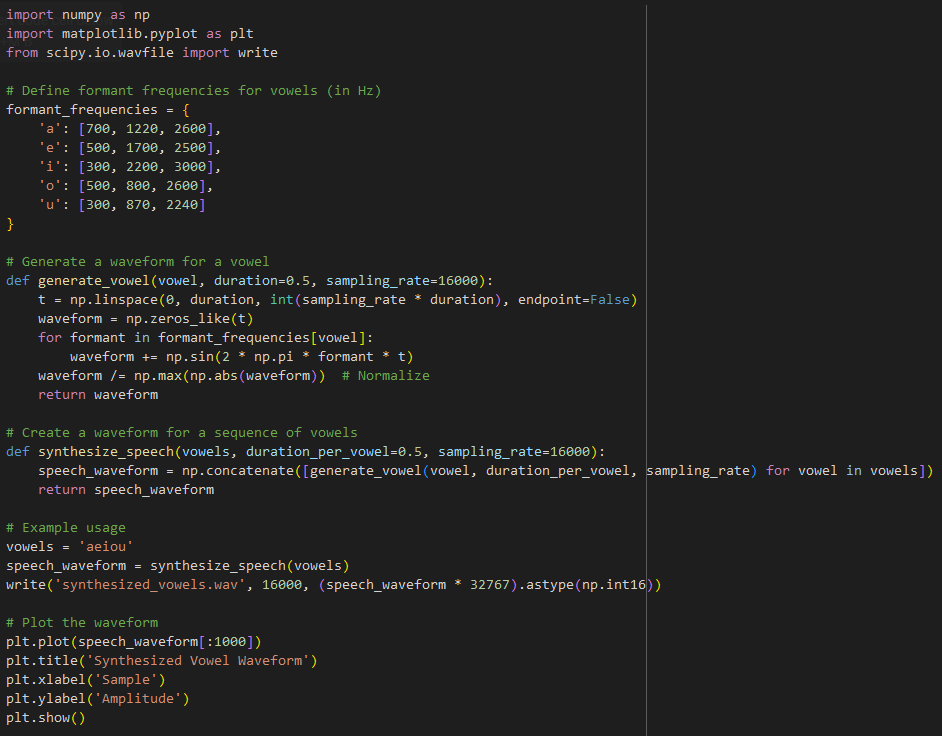 import numpy as np
import matplotlib.pyplot as plt
from scipy.io.wavfile import write

# Define formant frequencies for vowels (in Hz)
formant_frequencies = {
    'a': [700, 1220, 2600],
    'e': [500, 1700, 2500],
    'i': [300, 2200, 3000],
    'o': [500, 800, 2600],
    'u': [300, 870, 2240]
}

# Generate a waveform for a vowel
def generate_vowel(vowel, duration=0.5, sampling_rate=16000):
    t = np.linspace(0, duration, int(sampling_rate * duration), endpoint=False)
    waveform = np.zeros_like(t)
    for formant in formant_frequencies[vowel]:
        waveform += np.sin(2 * np.pi * formant * t)
    waveform /= np.max(np.abs(waveform))  # Normalize
    return waveform

# Create a waveform for a sequence of vowels
def synthesize_speech(vowels, duration_per_vowel=0.5, sampling_rate=16000):
    speech_waveform = np.concatenate([generate_vowel(vowel, duration_per_vowel, sampling_rate) for vowel in vowels])
    return speech_waveform

# Example usage
vowels = 'aeiou'
speech_waveform = synthesize_speech(vowels)
write('synthesized_vowels.wav', 16000, (speech_waveform * 32767).astype(np.int16))

# Plot the waveform
plt.plot(speech_waveform[:1000])
plt.title('Synthesized Vowel Waveform')
plt.xlabel('Sample')
plt.ylabel('Amplitude')
plt.show()